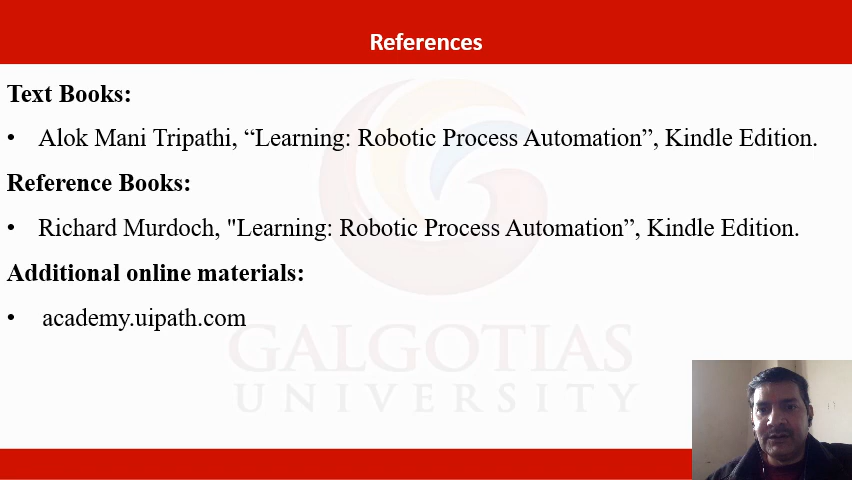 References
Text Books:
• Alok Mani Tripathi, “Learning: Robotic Process Automation”, Kindle Edition.
Reference Books:
• Richard Murdoch, "Learning: Robotic Process Automation”, Kindle Edition.
Additional online materials:
• academy.uipath.com
GALGOTIAS
UNIVERSITY